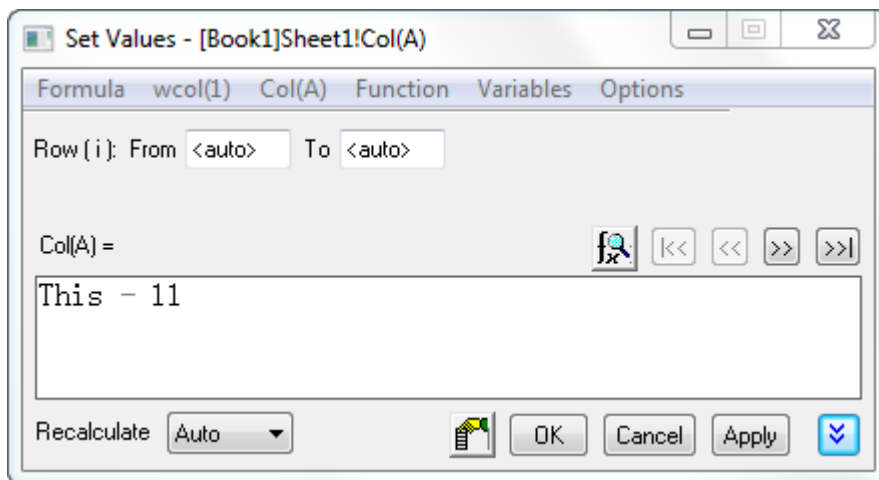 Set Values - [Book1]Sheet1!Col(A)
Formula wcol(1) Col(A) Function Variables Options
Row ( i ): From <auto> To <auto>
Col(A) =
|<< << >> >>|
This - 11
Recalculate Auto OK Cancel Apply